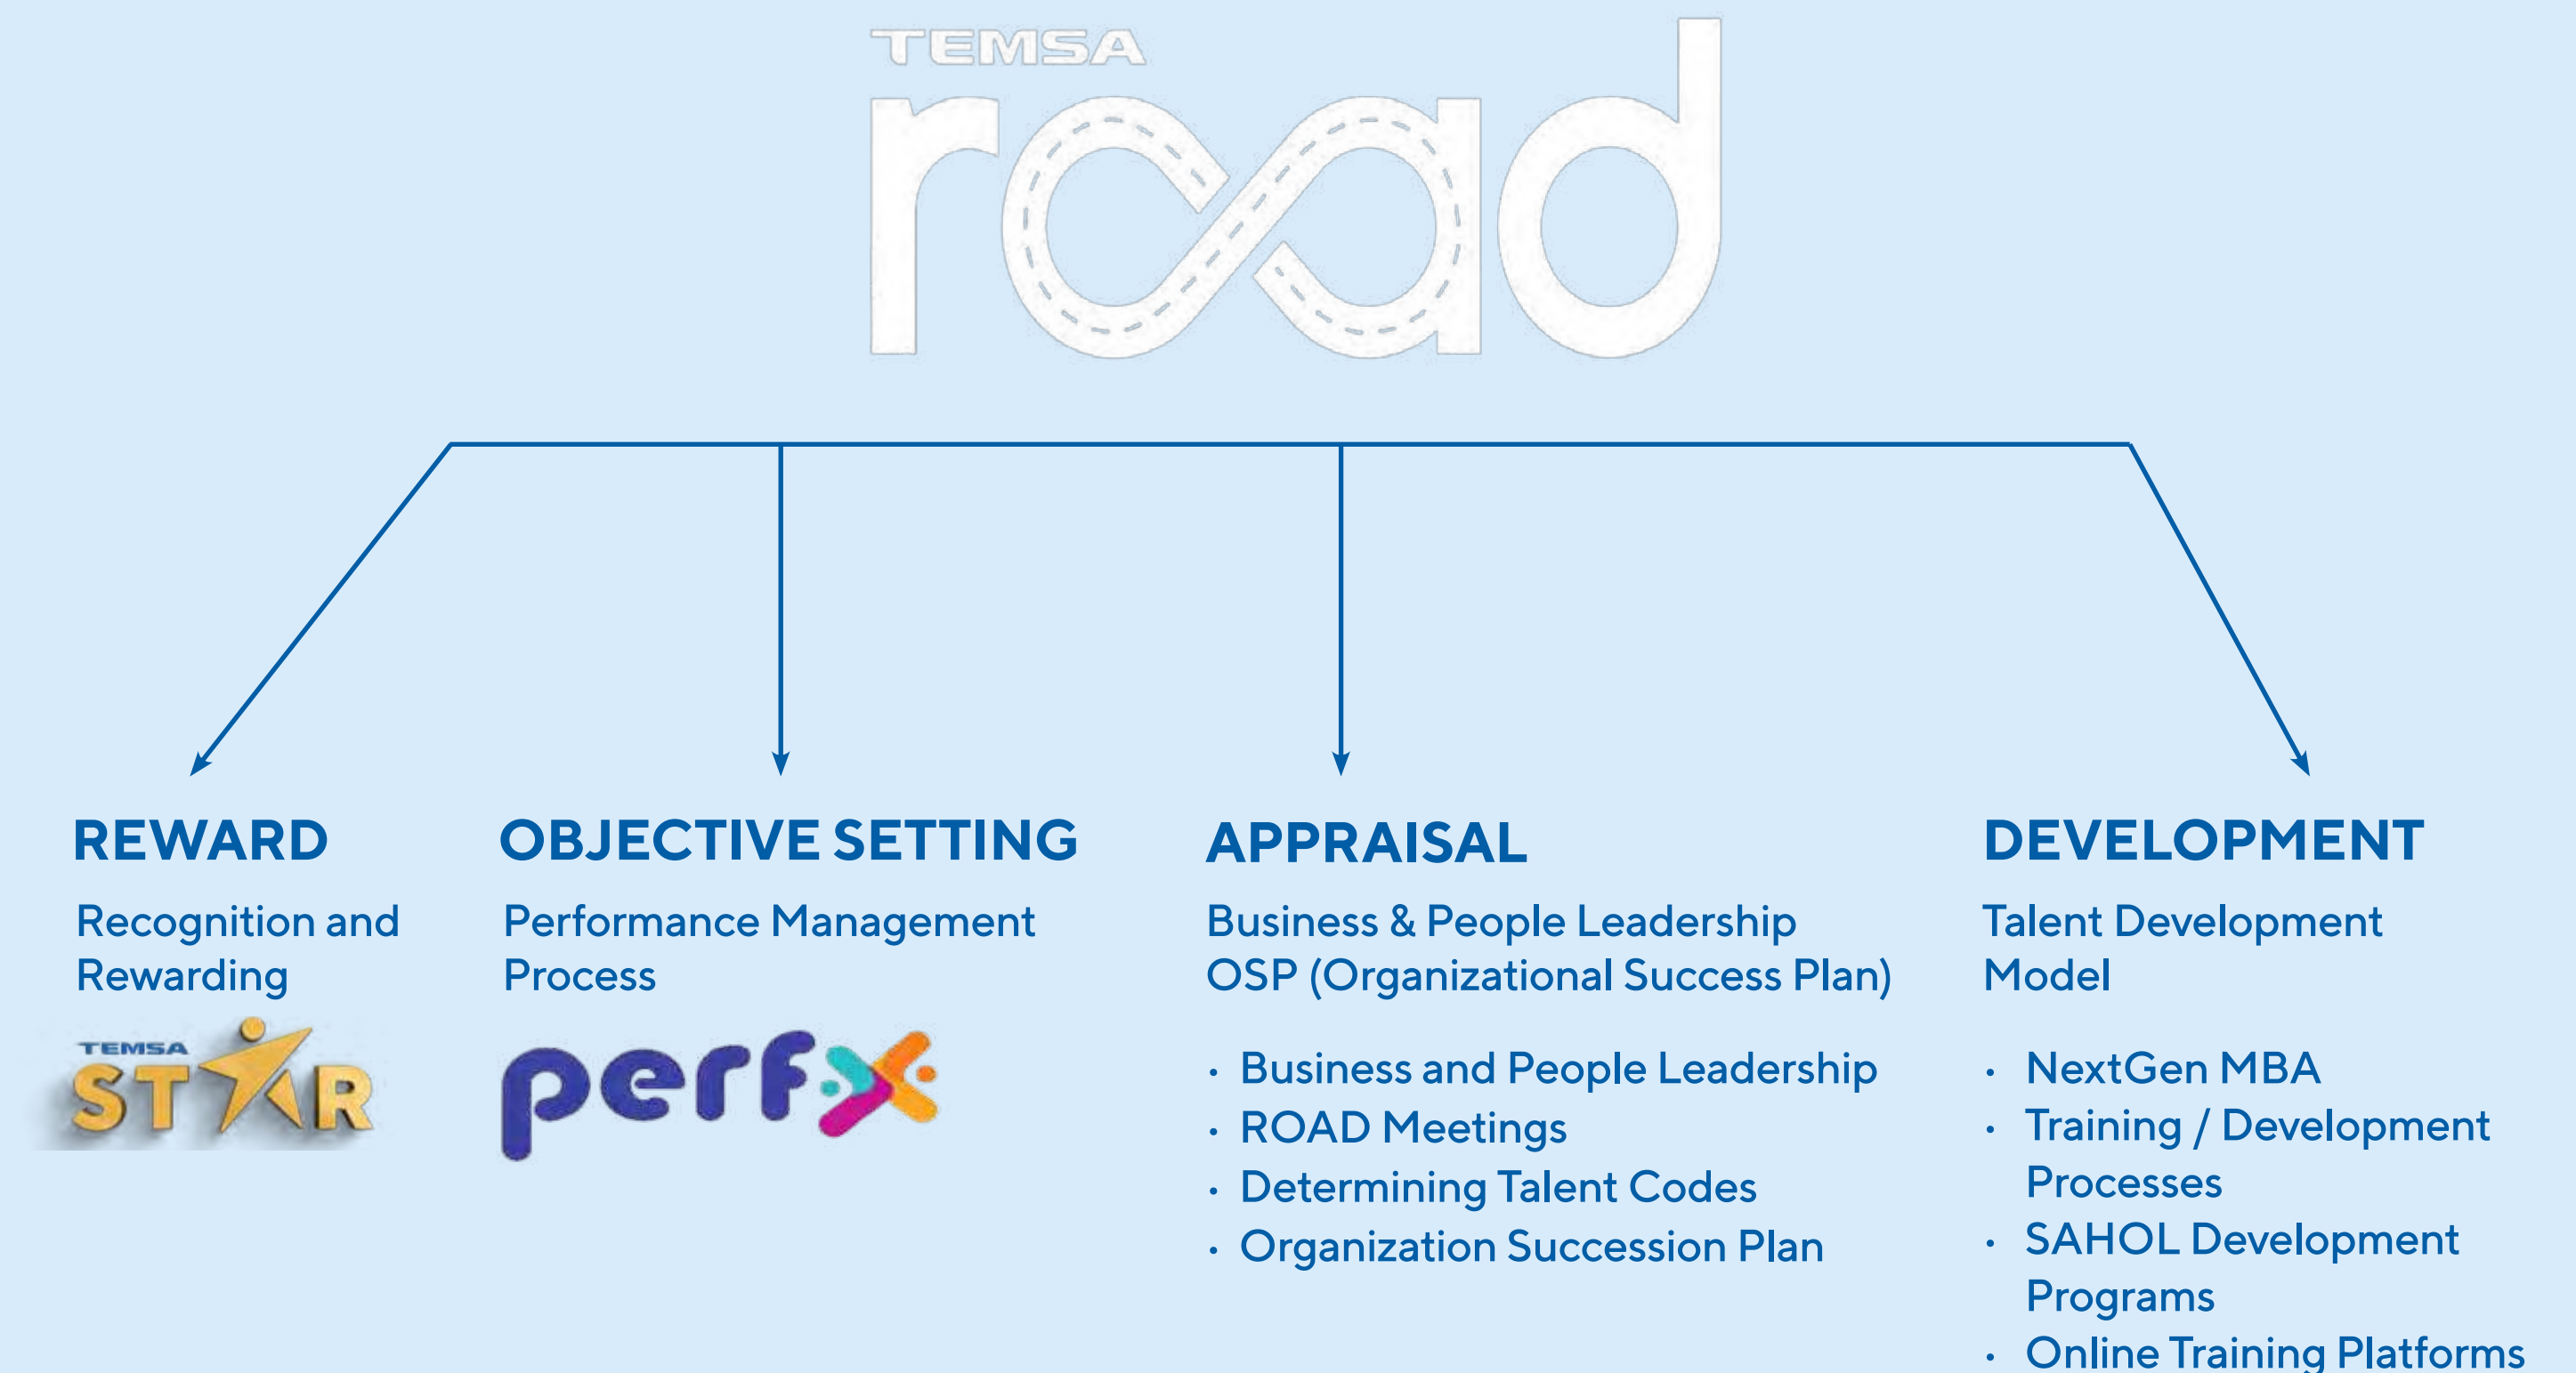 TEMSA
road
REWARD
Recognition and
Rewarding
TEMSA
STAR
OBJECTIVE SETTING
Performance Management
Process
perfx
APPRAISAL
Business & People Leadership
OSP (Organizational Success Plan)
· Business and People Leadership
· ROAD Meetings
· Determining Talent Codes
· Organization Succession Plan
DEVELOPMENT
Talent Development
Model
· NextGen MBA
· Training / Development
Processes
· SAHOL Development
Programs
· Online Training Platforms